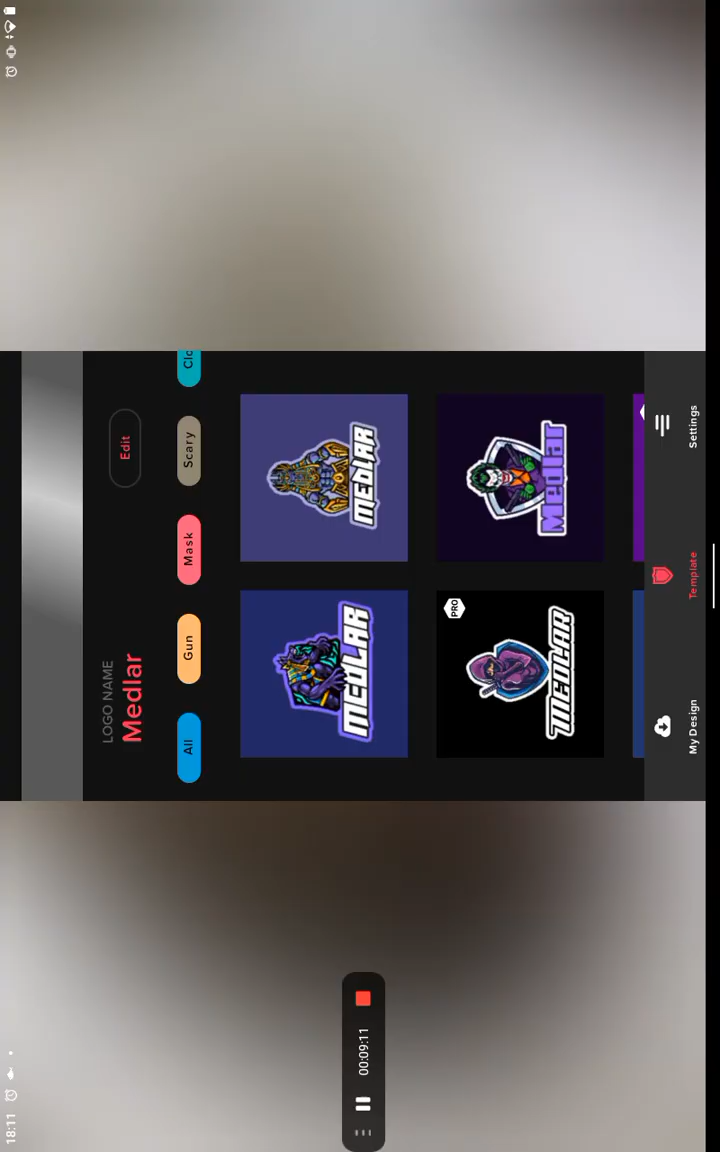 18:11
LOGO NAME
Medlar
Edit
All
Gun
Mask
Scary
Clo
MEDLAR
MEDLAR
PRO
MEDLAR
Medlar
My Design
Template
Settings
00:09:11